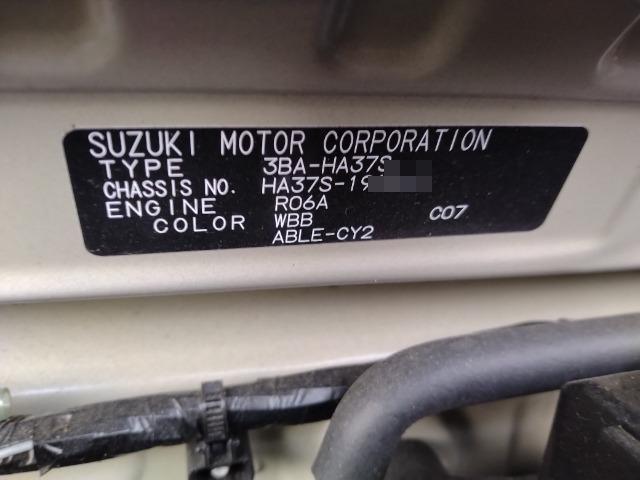 SUZUKI MOTOR CORPORATION
TYPE 3BA-HA37S
CHASSIS NO. HA37S-19
ENGINE R06A
COLOR WBB C07
ABLE-CY2